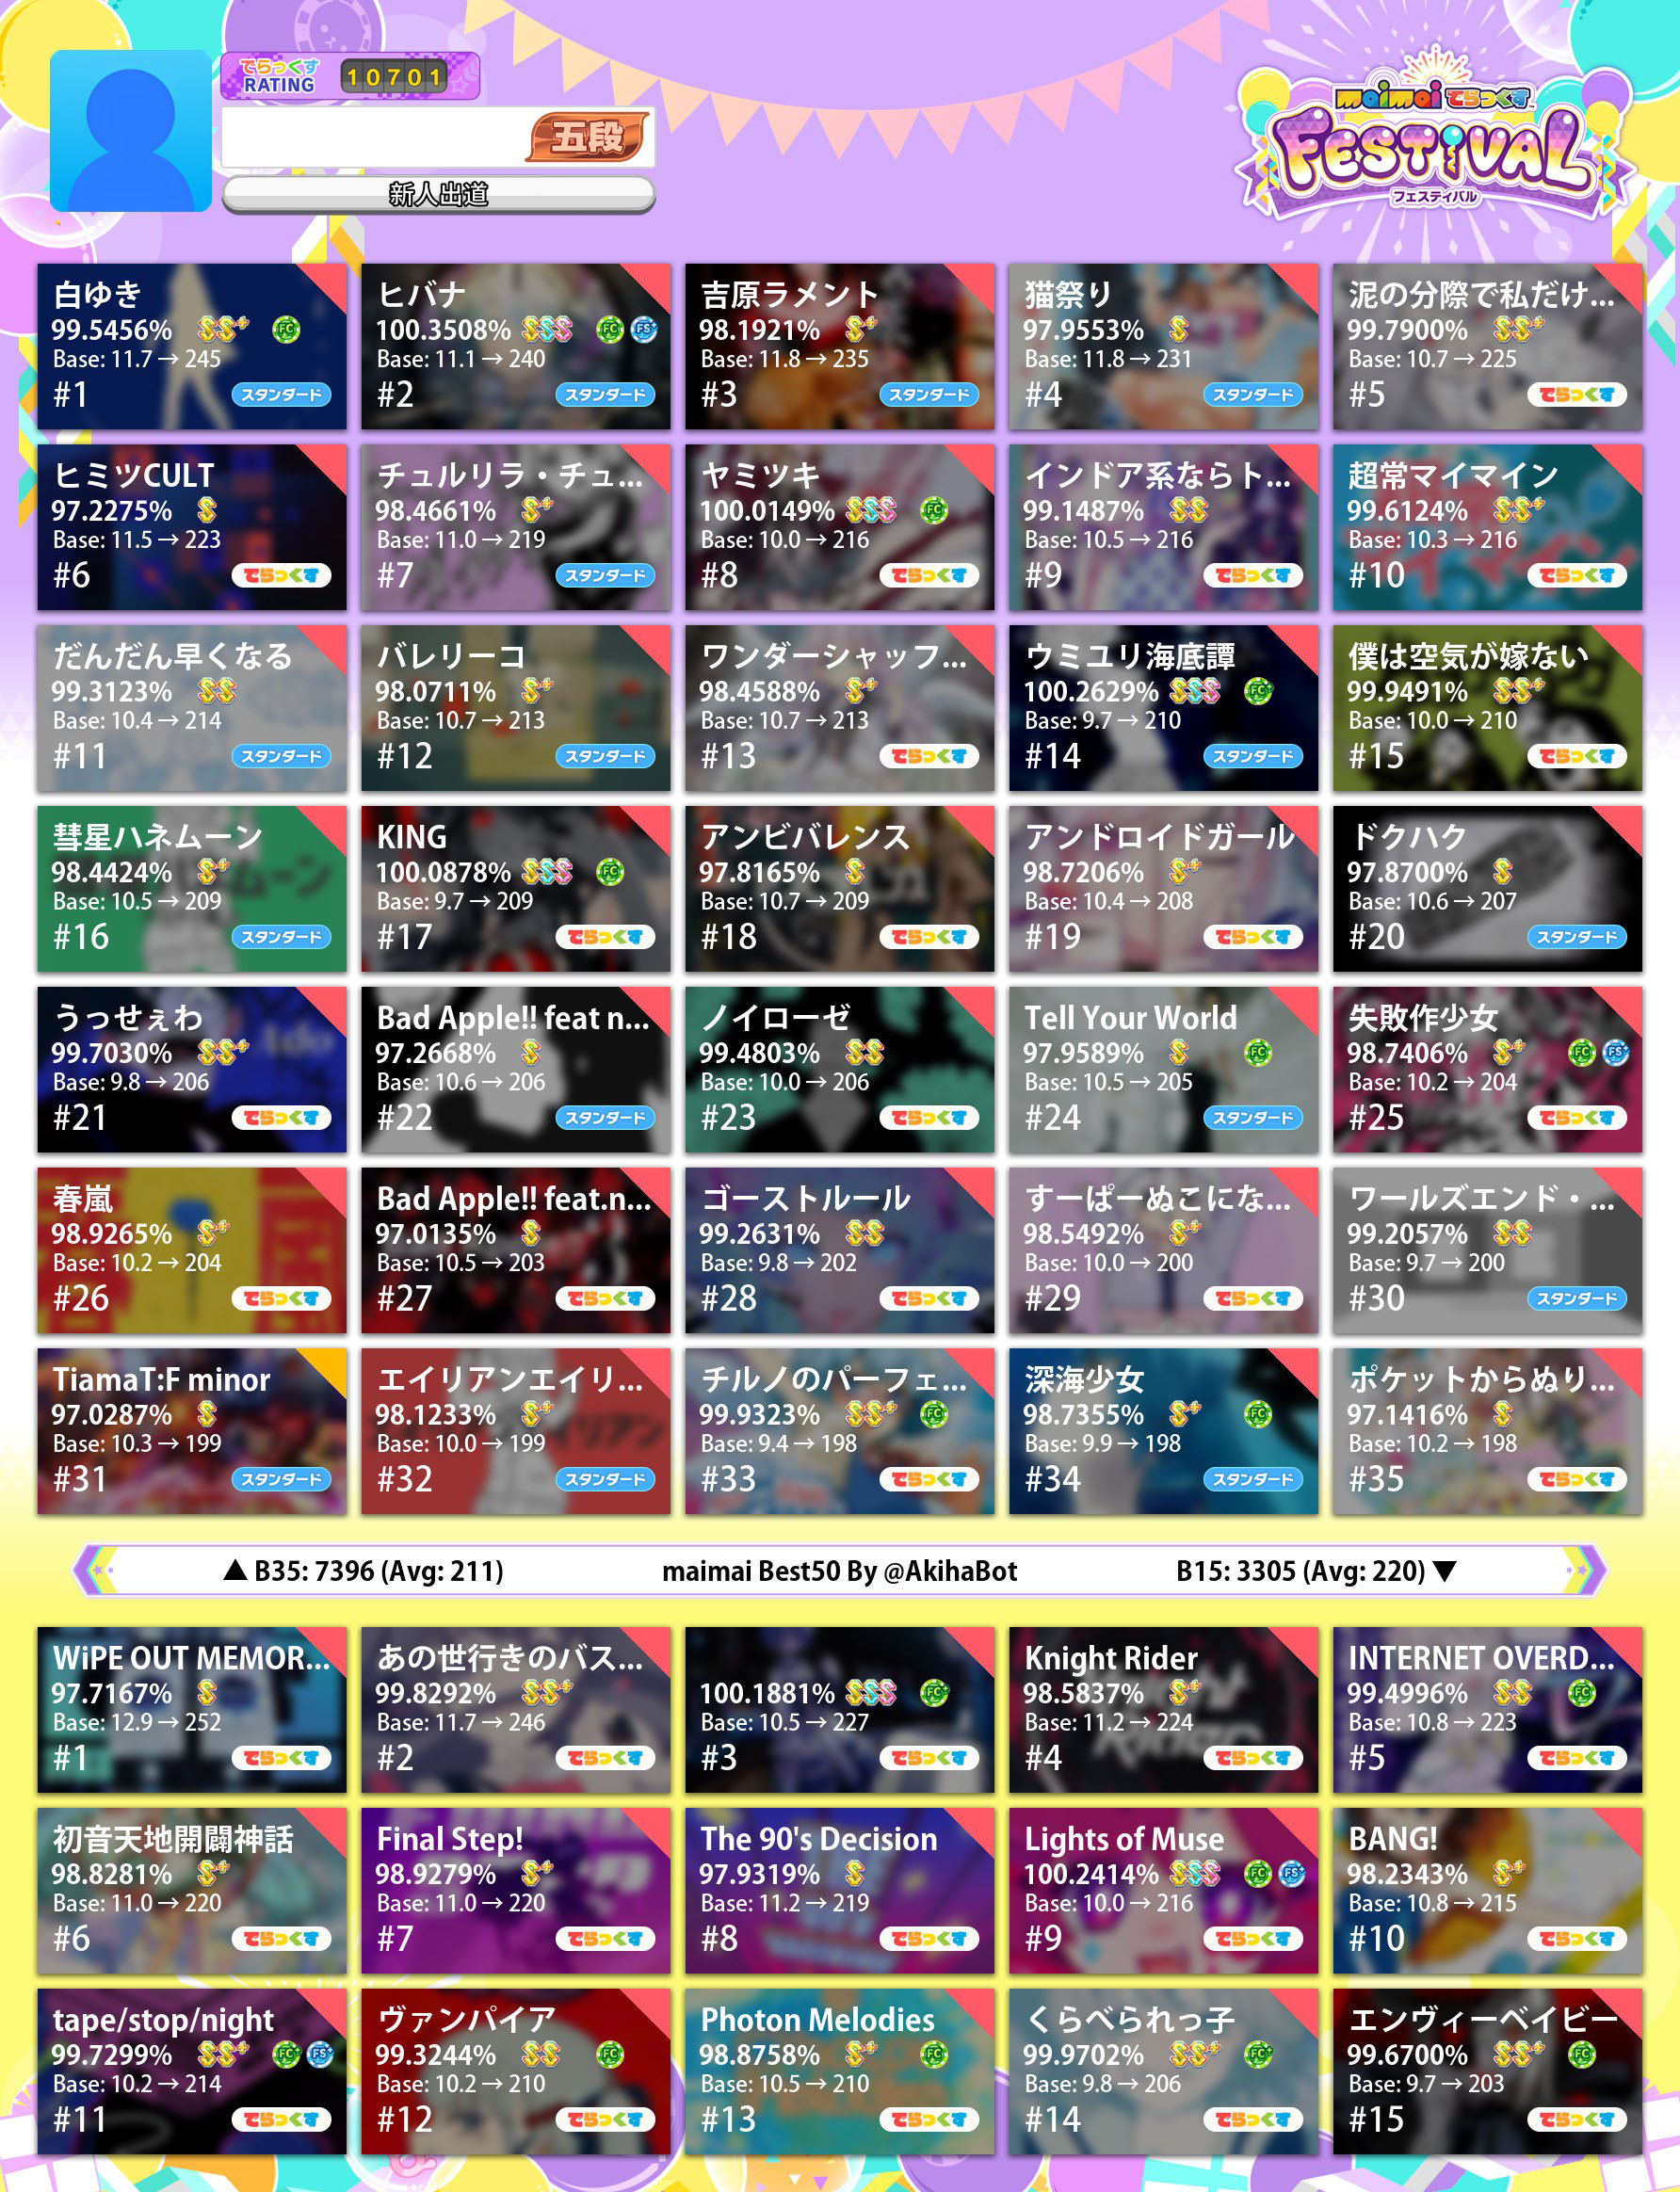 でらっくす
RATING
10701
五段
新人出道
maimai でらっくす
FESTiVAL
フェスティバル
白ゆき
99.5456% SS+ FC
Base: 11.7 → 245
#1 スタンダード
ヒバナ
100.3508% SSS FC FS+
Base: 11.1 → 240
#2 スタンダード
吉原ラメント
98.1921% S+
Base: 11.8 → 235
#3 スタンダード
猫祭り
97.9553% S
Base: 11.8 → 231
#4 スタンダード
泥の分際で私だけ...
99.7900% SS+
Base: 10.7 → 225
#5 でらっくす
ヒミツCULT
97.2275% S
Base: 11.5 → 223
#6 でらっくす
チュルリラ・チュ...
98.4661% S+
Base: 11.0 → 219
#7 スタンダード
ヤミツキ
100.0149% SSS FC
Base: 10.0 → 216
#8 でらっくす
インドア系ならト...
99.1487% SS
Base: 10.5 → 216
#9 でらっくす
超常マイマイン
99.6124% SS+
Base: 10.3 → 216
#10 でらっくす
だんだん早くなる
99.3123% SS
Base: 10.4 → 214
#11 スタンダード
バレリーコ
98.0711% S+
Base: 10.7 → 213
#12 スタンダード
ワンダーシャッフ...
98.4588% S+
Base: 10.7 → 213
#13 でらっくす
ウミユリ海底譚
100.2629% SSS FC+
Base: 9.7 → 210
#14 スタンダード
僕は空気が嫁ない
99.9491% SS+
Base: 10.0 → 210
#15 でらっくす
彗星ハネムーン
98.4424% S+
Base: 10.5 → 209
#16 スタンダード
KING
100.0878% SSS FC
Base: 9.7 → 209
#17 でらっくす
アンビバレンス
97.8165% S
Base: 10.7 → 209
#18 でらっくす
アンドロイドガール
98.7206% S+
Base: 10.4 → 208
#19 でらっくす
ドクハク
97.8700% S
Base: 10.6 → 207
#20 スタンダード
うっせぇわ
99.7030% SS+
Base: 9.8 → 206
#21 でらっくす
Bad Apple!! feat n...
97.2668% S
Base: 10.6 → 206
#22 スタンダード
ノイローゼ
99.4803% SS
Base: 10.0 → 206
#23 でらっくす
Tell Your World
97.9589% S FC
Base: 10.5 → 205
#24 スタンダード
失敗作少女
98.7406% S+ FC FS+
Base: 10.2 → 204
#25 でらっくす
春嵐
98.9265% S+
Base: 10.2 → 204
#26 でらっくす
Bad Apple!! feat.n...
97.0135% S
Base: 10.5 → 203
#27 でらっくす
ゴーストルール
99.2631% SS
Base: 9.8 → 202
#28 でらっくす
すーぱーぬこにな...
98.5492% S+
Base: 10.0 → 200
#29 でらっくす
ワールズエンド・...
99.2057% SS
Base: 9.7 → 200
#30 スタンダード
TiamaT:F minor
97.0287% S
Base: 10.3 → 199
#31 スタンダード
エイリアンエイリ...
98.1233% S+
Base: 10.0 → 199
#32 スタンダード
チルノのパーフェ...
99.9323% SS+ FC
Base: 9.4 → 198
#33 でらっくす
深海少女
98.7355% S+ FC
Base: 9.9 → 198
#34 スタンダード
ポケットからぬり...
97.1416% S
Base: 10.2 → 198
#35 でらっくす
▲ B35: 7396 (Avg: 211) maimai Best50 By @AkihaBot B15: 3305 (Avg: 220) ▼
WiPE OUT MEMOR...
97.7167% S
Base: 12.9 → 252
#1 でらっくす
あの世行きのバス...
99.8292% SS+
Base: 11.7 → 246
#2 でらっくす
100.1881% SSS FC+
Base: 10.5 → 227
#3 でらっくす
Knight Rider
98.5837% S+
Base: 11.2 → 224
#4 でらっくす
INTERNET OVERD...
99.4996% SS FC
Base: 10.8 → 223
#5 でらっくす
初音天地開闢神話
98.8281% S+
Base: 11.0 → 220
#6 でらっくす
Final Step!
98.9279% S+
Base: 11.0 → 220
#7 でらっくす
The 90's Decision
97.9319% S
Base: 11.2 → 219
#8 でらっくす
Lights of Muse
100.2414% SSS FC FS+
Base: 10.0 → 216
#9 でらっくす
BANG!
98.2343% S+
Base: 10.8 → 215
#10 でらっくす
tape/stop/night
99.7299% SS+ FC+ FS+
Base: 10.2 → 214
#11 でらっくす
ヴァンパイア
99.3244% SS FC
Base: 10.2 → 210
#12 でらっくす
Photon Melodies
98.8758% S+ FC
Base: 10.5 → 210
#13 でらっくす
くらべられっ子
99.9702% SS+ FC+
Base: 9.8 → 206
#14 でらっくす
エンヴィーベイビー
99.6700% SS+ FC
Base: 9.7 → 203
#15 でらっくす